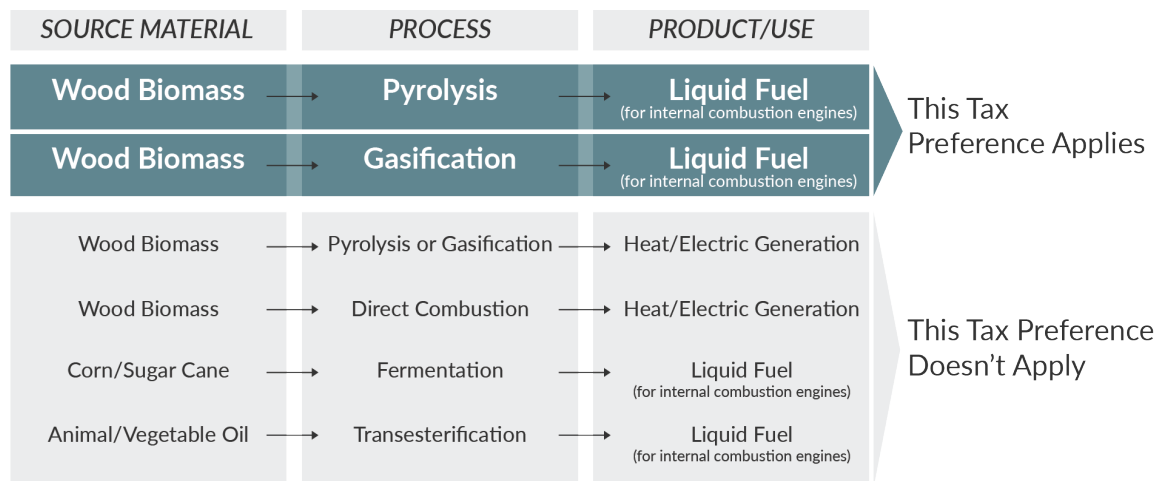 SOURCE MATERIAL PROCESS PRODUCT/USE
Wood Biomass Pyrolysis Liquid Fuel
(for internal combustion engines)
This Tax
Preference Applies
Wood Biomass Gasification Liquid Fuel
(for internal combustion engines)
Wood Biomass Pyrolysis or Gasification Heat/Electric Generation
Wood Biomass Direct Combustion Heat/Electric Generation
This Tax Preference
Doesn’t Apply
Corn/Sugar Cane Fermentation Liquid Fuel
(for internal combustion engines)
Animal/Vegetable Oil Transesterification Liquid Fuel
(for internal combustion engines)